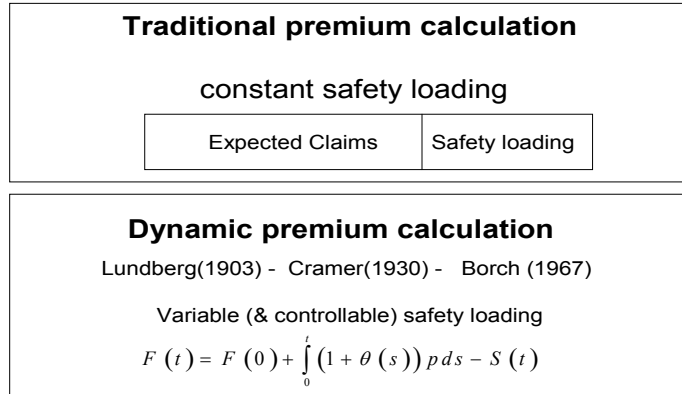 Traditional premium calculation
constant safety loading
Expected Claims Safety loading
Dynamic premium calculation
Lundberg(1903) - Cramer(1930) - Borch (1967)
Variable (& controllable) safety loading
F (t) = F (0) + ∫₀ᵗ (1 + θ (s)) p ds − S (t)